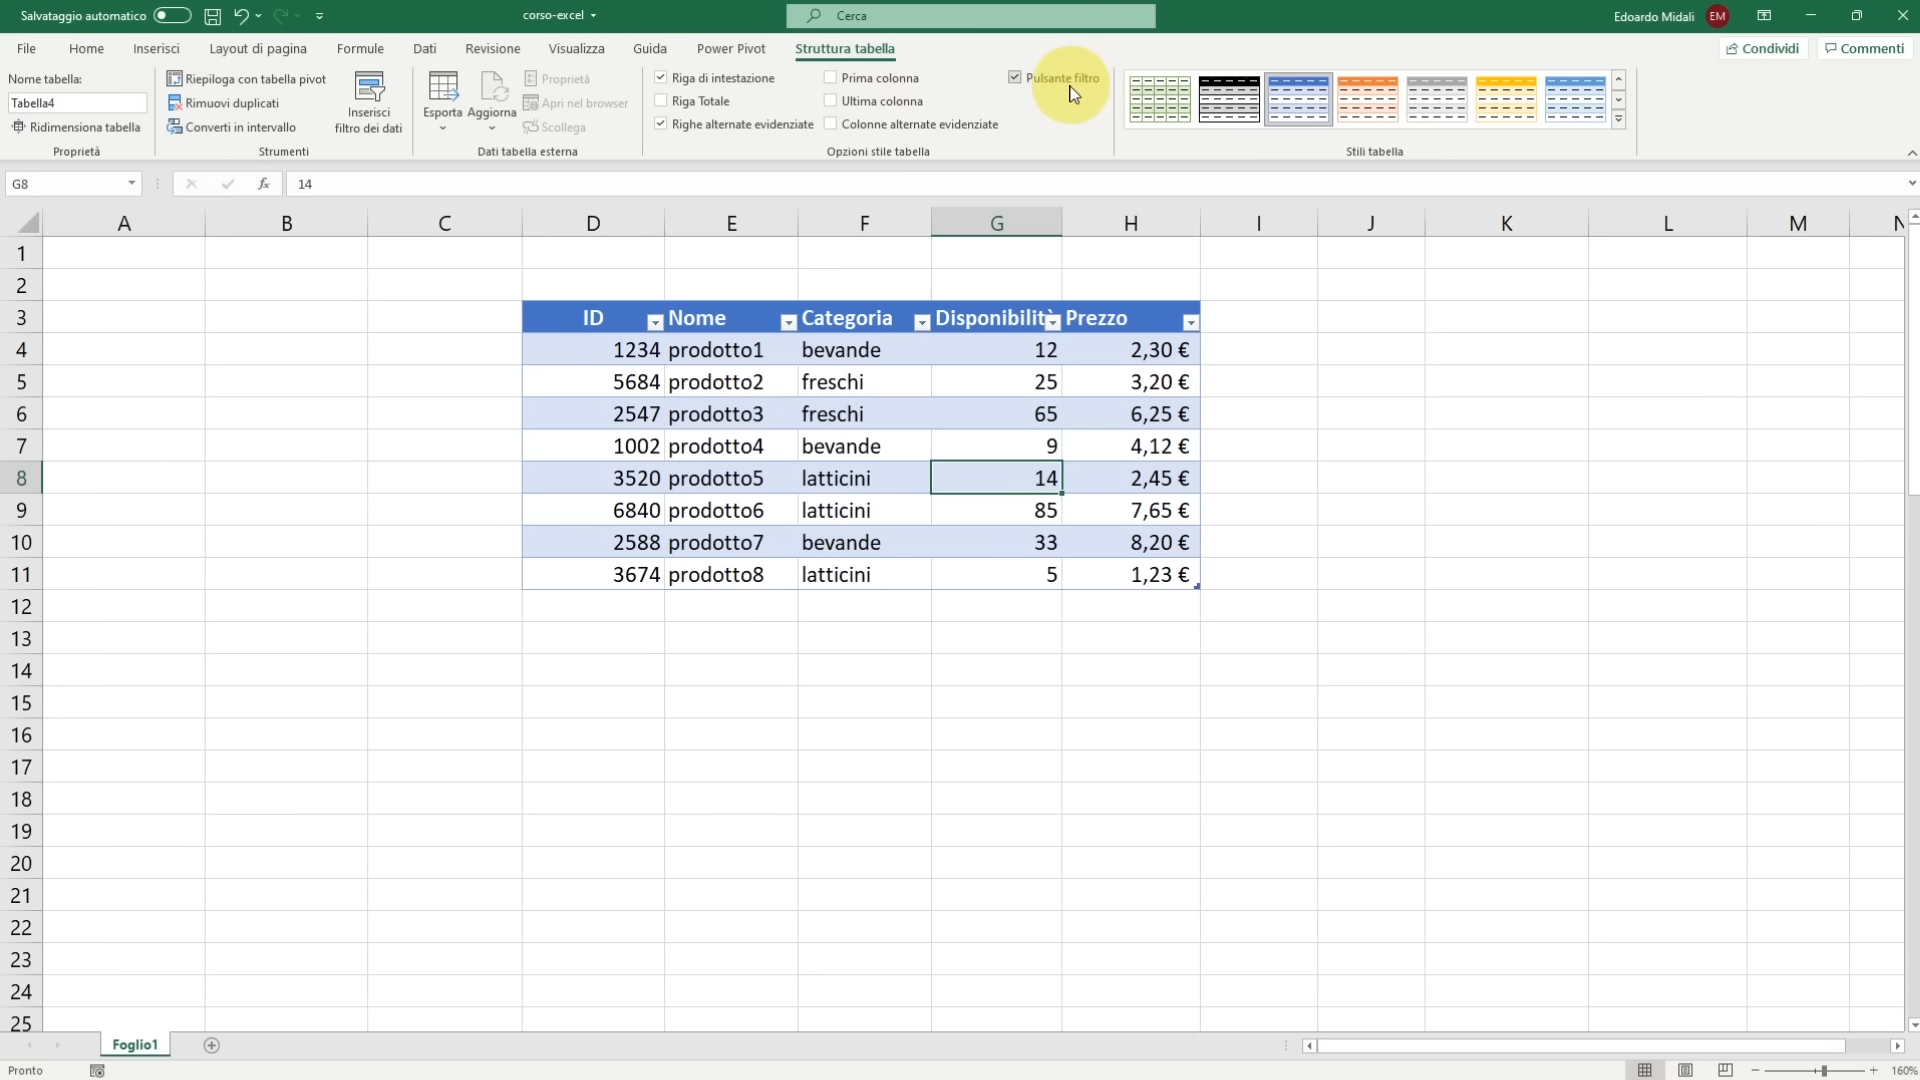 Salvataggio automatico
corso-excel
Cerca
Edoardo Midali
EM
File Home Inserisci Layout di pagina Formule Dati Revisione Visualizza Guida Power Pivot Struttura tabella
Condividi Commenti
Nome tabella:
Tabella4
Ridimensiona tabella
Proprietà
Riepiloga con tabella pivot
Rimuovi duplicati
Converti in intervallo
Inserisci
filtro dei dati
Strumenti
Esporta Aggiorna
Proprietà
Apri nel browser
Scollega
Dati tabella esterna
Riga di intestazione Prima colonna Pulsante filtro
Riga Totale Ultima colonna
Righe alternate evidenziate Colonne alternate evidenziate
Opzioni stile tabella
Stili tabella
G8
fx
14
A B C D E F G H I J K L M N
1
2
3 ID Nome Categoria Disponibilità Prezzo
4 1234 prodotto1 bevande 12 2,30 €
5 5684 prodotto2 freschi 25 3,20 €
6 2547 prodotto3 freschi 65 6,25 €
7 1002 prodotto4 bevande 9 4,12 €
8 3520 prodotto5 latticini 14 2,45 €
9 6840 prodotto6 latticini 85 7,65 €
10 2588 prodotto7 bevande 33 8,20 €
11 3674 prodotto8 latticini 5 1,23 €
12
13
14
15
16
17
18
19
20
21
22
23
24
25
Foglio1
Pronto
160%